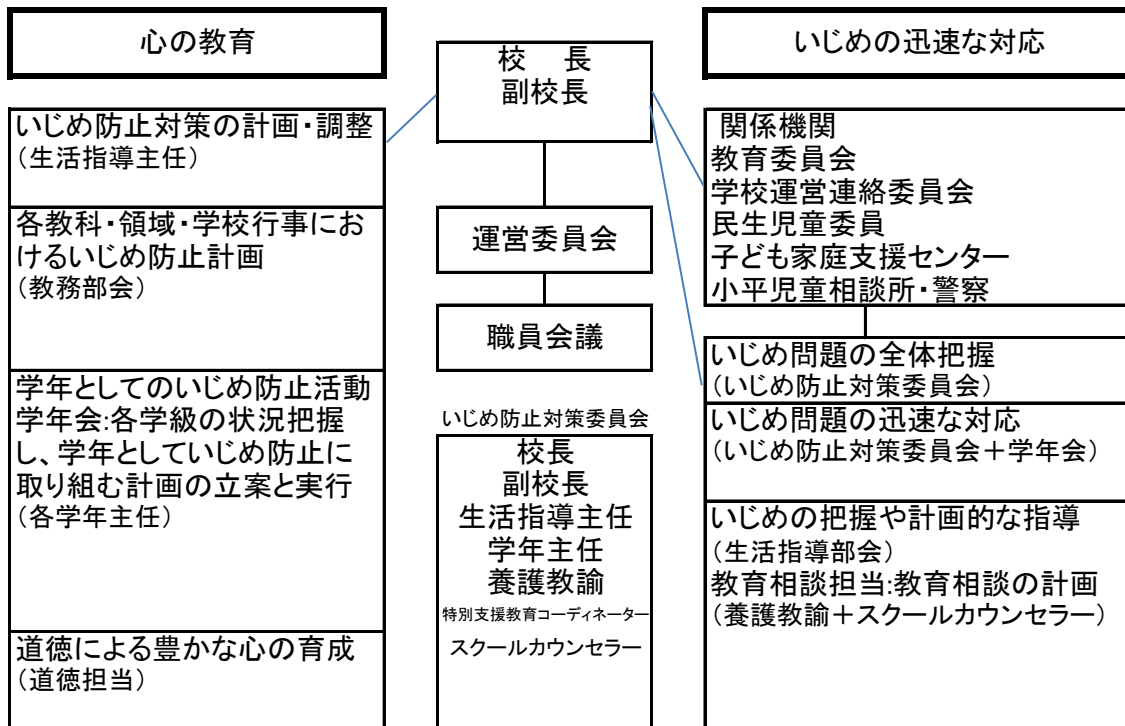 心の教育
いじめ防止対策の計画・調整
（生活指導主任）
各教科・領域・学校行事にお
けるいじめ防止計画
（教務部会）
学年としてのいじめ防止活動
学年会:各学級の状況把握
し、学年としていじめ防止に
取り組む計画の立案と実行
（各学年主任）
道徳による豊かな心の育成
（道徳担当）
校　長
副校長
運営委員会
職員会議
いじめ防止対策委員会
校長
副校長
生活指導主任
学年主任
養護教諭
特別支援教育コーディネーター
スクールカウンセラー
いじめの迅速な対応
関係機関
教育委員会
学校運営連絡委員会
民生児童委員
子ども家庭支援センター
小平児童相談所・警察
いじめ問題の全体把握
（いじめ防止対策委員会）
いじめ問題の迅速な対応
（いじめ防止対策委員会＋学年会）
いじめの把握や計画的な指導
（生活指導部会）
教育相談担当:教育相談の計画
（養護教諭＋スクールカウンセラー）